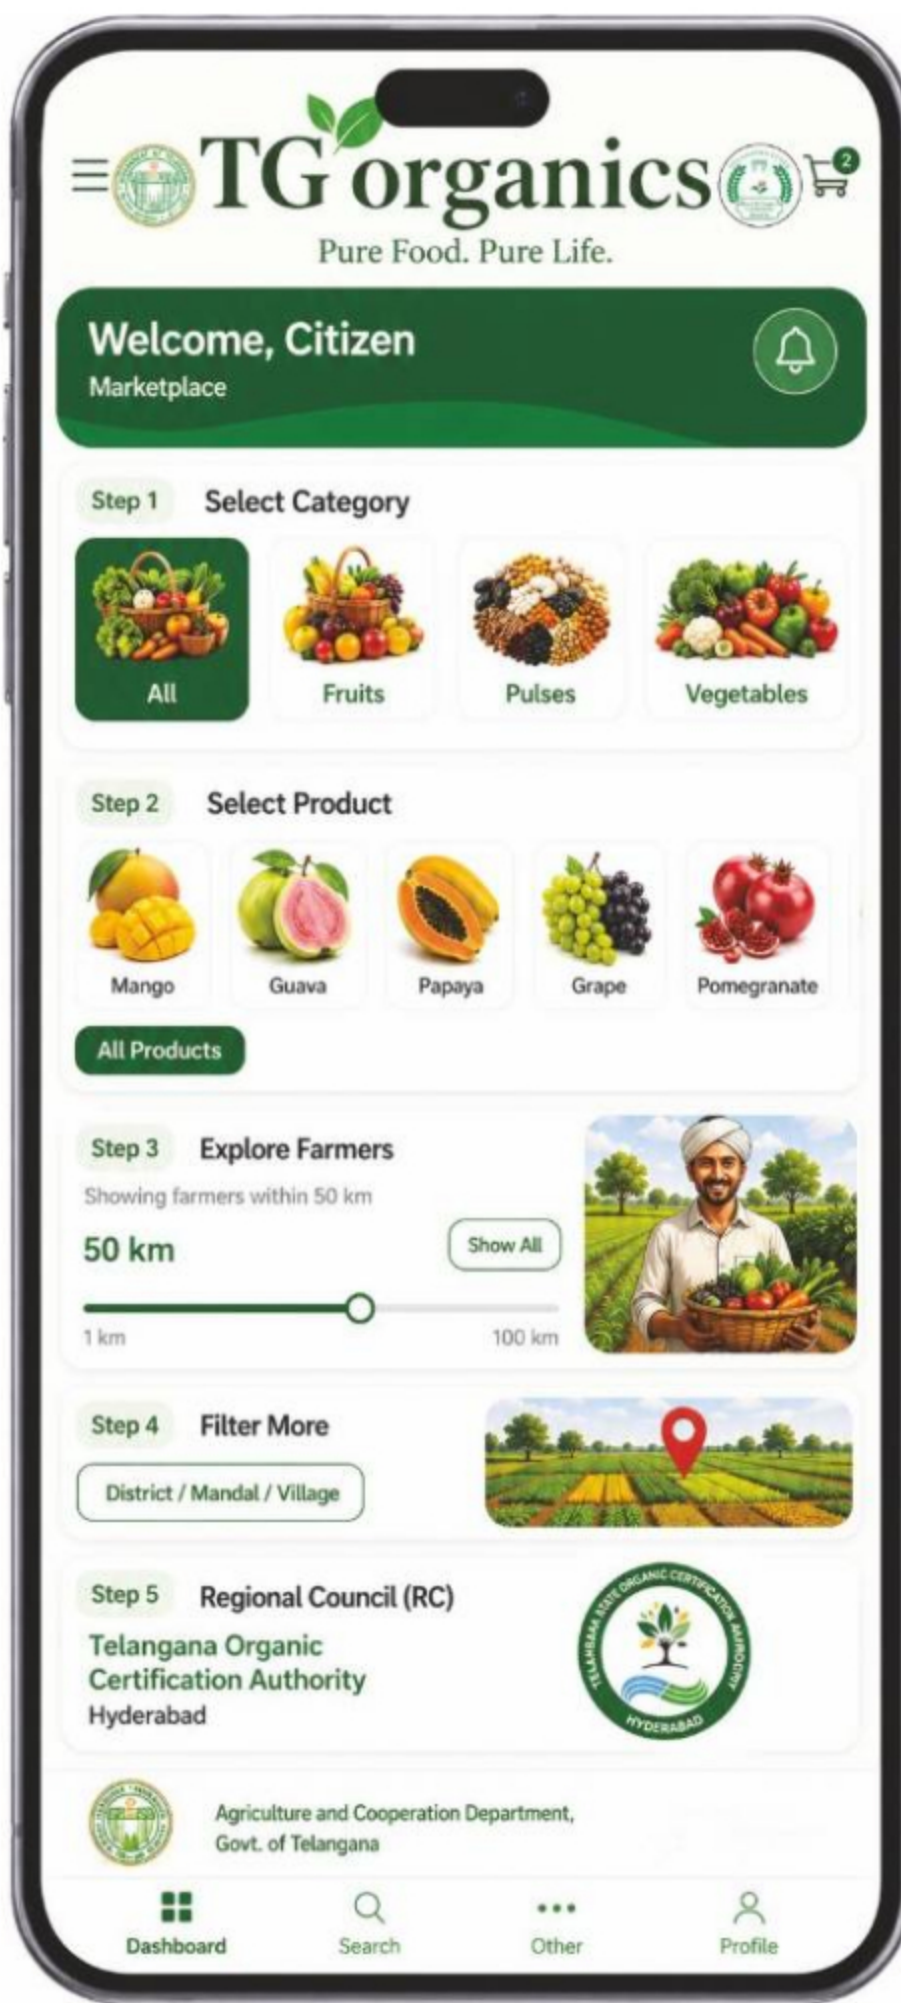 TG organics
2
Pure Food. Pure Life.
Welcome, Citizen
Marketplace
Step 1 Select Category
All Fruits Pulses Vegetables
Step 2 Select Product
Mango Guava Papaya Grape Pomegranate
All Products
Step 3 Explore Farmers
Showing farmers within 50 km
50 km Show All
1 km 100 km
Step 4 Filter More
District / Mandal / Village
Step 5 Regional Council (RC)
Telangana Organic
Certification Authority
Hyderabad
STATE ORGANIC CERTIFICATION
HYDERABAD
Agriculture and Cooperation Department,
Govt. of Telangana
Dashboard Search Other Profile